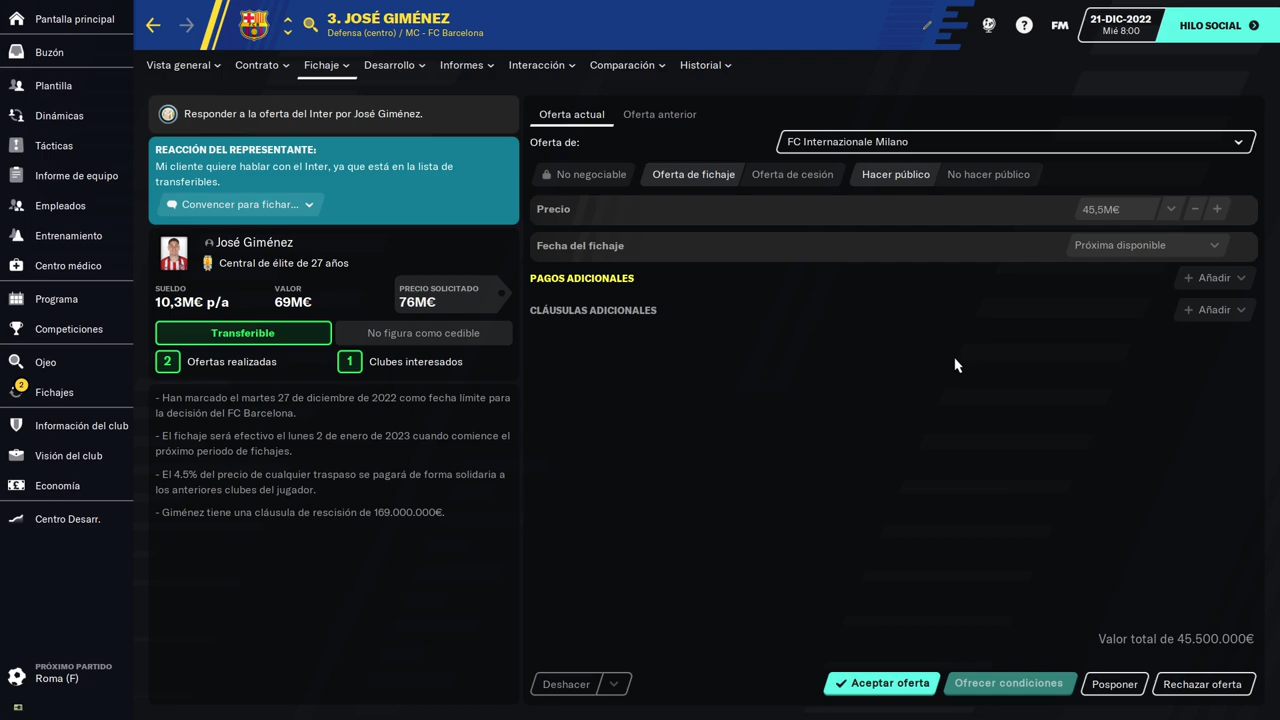 Pantalla principal
Buzón
Plantilla
Dinámicas
Tácticas
Informe de equipo
Empleados
Entrenamiento
Centro médico
Programa
Competiciones
Ojeo
2
Fichajes
Información del club
Visión del club
Economía
Centro Desarr.
PRÓXIMO PARTIDO
Roma (F)
3. JOSÉ GIMÉNEZ
Defensa (centro) / MC - FC Barcelona
FM
21-DIC-2022
Mié 8:00
HILO SOCIAL
Vista general
Contrato
Fichaje
Desarrollo
Informes
Interacción
Comparación
Historial
Responder a la oferta del Inter por José Giménez.
REACCIÓN DEL REPRESENTANTE:
Mi cliente quiere hablar con el Inter, ya que está en la lista de
transferibles.
Convencer para fichar...
José Giménez
Central de élite de 27 años
SUELDO
10,3M€ p/a
VALOR
69M€
PRECIO SOLICITADO
76M€
Transferible
No figura como cedible
2 Ofertas realizadas
1 Clubes interesados
- Han marcado el martes 27 de diciembre de 2022 como fecha límite para
la decisión del FC Barcelona.
- El fichaje será efectivo el lunes 2 de enero de 2023 cuando comience el
próximo periodo de fichajes.
- El 4.5% del precio de cualquier traspaso se pagará de forma solidaria a
los anteriores clubes del jugador.
- Giménez tiene una cláusula de rescisión de 169.000.000€.
Oferta actual
Oferta anterior
Oferta de:
FC Internazionale Milano
No negociable
Oferta de fichaje
Oferta de cesión
Hacer público
No hacer público
Precio
45,5M€
Fecha del fichaje
Próxima disponible
PAGOS ADICIONALES
+ Añadir
CLÁUSULAS ADICIONALES
+ Añadir
Valor total de 45.500.000€
Deshacer
Aceptar oferta
Ofrecer condiciones
Posponer
Rechazar oferta